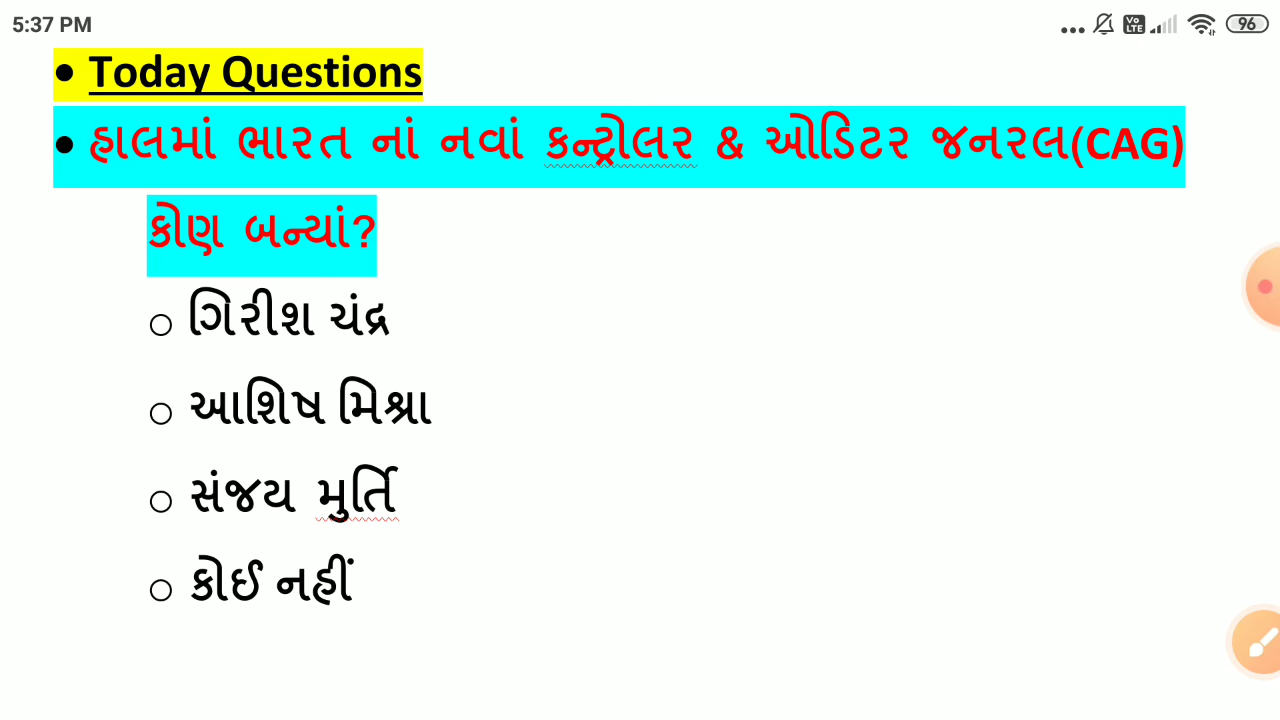 5:37 PM
96
• Today Questions
• હાલમાં ભારત નાં નવાં કન્ટ્રોલર & ઓડિટર જનરલ(CAG)
કોણ બન્યાં?
○ ગિરીશ ચંદ્ર
○ આશિષ મિશ્રા
○ સંજય મુર્તિ
○ કોઈ નહીં